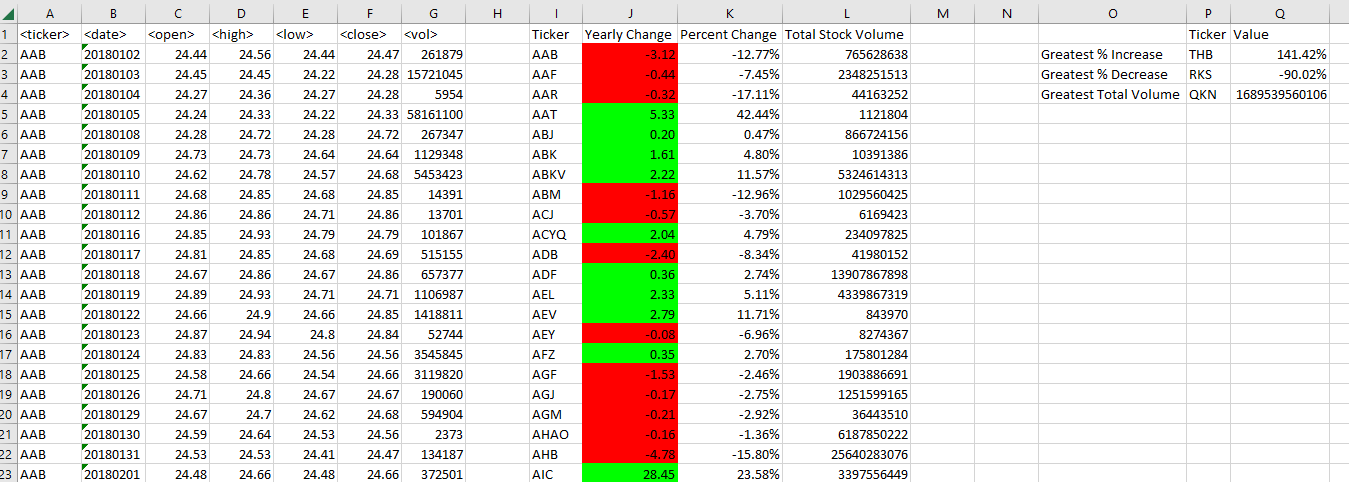 A B C D E F G H I J K L M N O P Q
1 <ticker> <date> <open> <high> <low> <close> <vol> Ticker Yearly Change Percent Change Total Stock Volume Ticker Value
2 AAB 20180102 24.44 24.56 24.44 24.47 261879 AAB -3.12 -12.77% 765628638 Greatest % Increase THB 141.42%
3 AAB 20180103 24.45 24.45 24.22 24.28 15721045 AAF -0.44 -7.45% 2348251513 Greatest % Decrease RKS -90.02%
4 AAB 20180104 24.27 24.36 24.27 24.28 5954 AAR -0.32 -17.11% 44163252 Greatest Total Volume QKN 1689539560106
5 AAB 20180105 24.24 24.33 24.22 24.33 58161100 AAT 5.33 42.44% 1121804
6 AAB 20180108 24.28 24.72 24.28 24.72 267347 ABJ 0.20 0.47% 866724156
7 AAB 20180109 24.73 24.73 24.64 24.64 1129348 ABK 1.61 4.80% 10391386
8 AAB 20180110 24.62 24.78 24.57 24.68 5453423 ABKV 2.22 11.57% 5324614313
9 AAB 20180111 24.68 24.85 24.68 24.85 14391 ABM -1.16 -12.96% 1029560425
10 AAB 20180112 24.86 24.86 24.71 24.86 13701 ACJ -0.57 -3.70% 6169423
11 AAB 20180116 24.85 24.93 24.79 24.79 101867 ACYQ 2.04 4.79% 234097825
12 AAB 20180117 24.81 24.85 24.68 24.69 515155 ADB -2.40 -8.34% 41980152
13 AAB 20180118 24.67 24.86 24.67 24.86 657377 ADF 0.36 2.74% 13907867898
14 AAB 20180119 24.89 24.93 24.71 24.71 1106987 AEL 2.33 5.11% 4339867319
15 AAB 20180122 24.66 24.9 24.66 24.85 1418811 AEV 2.79 11.71% 843970
16 AAB 20180123 24.87 24.94 24.8 24.84 52744 AEY -0.08 -6.96% 8274367
17 AAB 20180124 24.83 24.83 24.56 24.56 3545845 AFZ 0.35 2.70% 175801284
18 AAB 20180125 24.58 24.66 24.54 24.66 3119820 AGF -1.53 -2.46% 1903886691
19 AAB 20180126 24.71 24.8 24.67 24.67 190060 AGJ -0.17 -2.75% 1251599165
20 AAB 20180129 24.67 24.7 24.62 24.68 594904 AGM -0.21 -2.92% 36443510
21 AAB 20180130 24.59 24.64 24.53 24.56 2373 AHAO -0.16 -1.36% 6187850222
22 AAB 20180131 24.53 24.53 24.41 24.47 134187 AHB -4.78 -15.80% 25640283076
23 AAB 20180201 24.48 24.66 24.48 24.66 372501 AIC 28.45 23.58% 3397556449